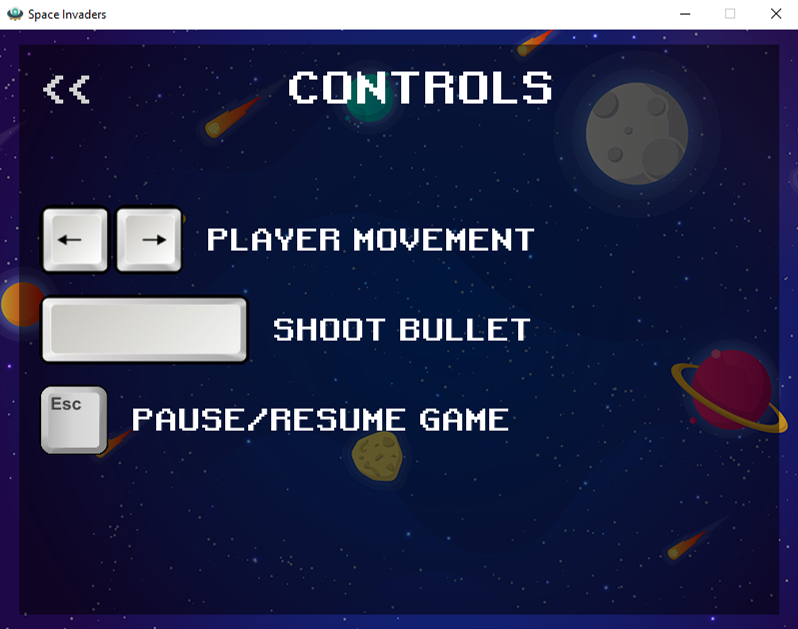 Space Invaders
<< CONTROLS
← → PLAYER MOVEMENT
SHOOT BULLET
Esc PAUSE/RESUME GAME